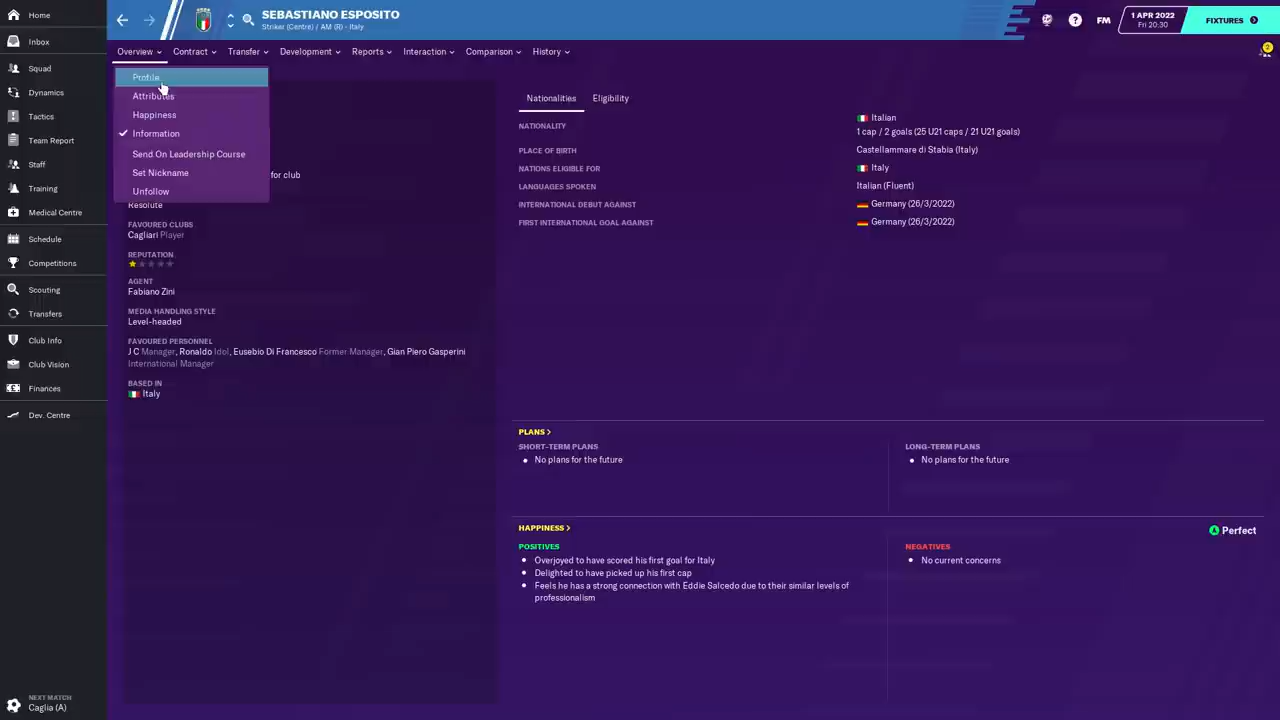 SEBASTIANO ESPOSITO
Striker (Centre) / AM (R) - Italy
FM
1 APR 2022
Fri 20:30
FIXTURES
Home
Inbox
Squad
Dynamics
Tactics
Team Report
Staff
Training
Medical Centre
Schedule
Competitions
Scouting
Transfers
Club Info
Club Vision
Finances
Dev. Centre
NEXT MATCH
Caglia (A)
Overview
Contract
Transfer
Development
Reports
Interaction
Comparison
History
2
Profile
Attributes
Happiness
Information
Send On Leadership Course
Set Nickname
Unfollow
for club
Resolute
FAVOURED CLUBS
Cagliari Player
REPUTATION
AGENT
Fabiano Zini
MEDIA HANDLING STYLE
Level-headed
FAVOURED PERSONNEL
J C Manager, Ronaldo Idol, Eusebio Di Francesco Former Manager, Gian Piero Gasperini
International Manager
BASED IN
Italy
Nationalities
Eligibility
NATIONALITY
Italian
1 cap / 2 goals (25 U21 caps / 21 U21 goals)
PLACE OF BIRTH
Castellammare di Stabia (Italy)
NATIONS ELIGIBLE FOR
Italy
LANGUAGES SPOKEN
Italian (Fluent)
INTERNATIONAL DEBUT AGAINST
Germany (26/3/2022)
FIRST INTERNATIONAL GOAL AGAINST
Germany (26/3/2022)
PLANS >
SHORT-TERM PLANS
No plans for the future
LONG-TERM PLANS
No plans for the future
HAPPINESS >
Perfect
POSITIVES
Overjoyed to have scored his first goal for Italy
Delighted to have picked up his first cap
Feels he has a strong connection with Eddie Salcedo due to their similar levels of
professionalism
NEGATIVES
No current concerns